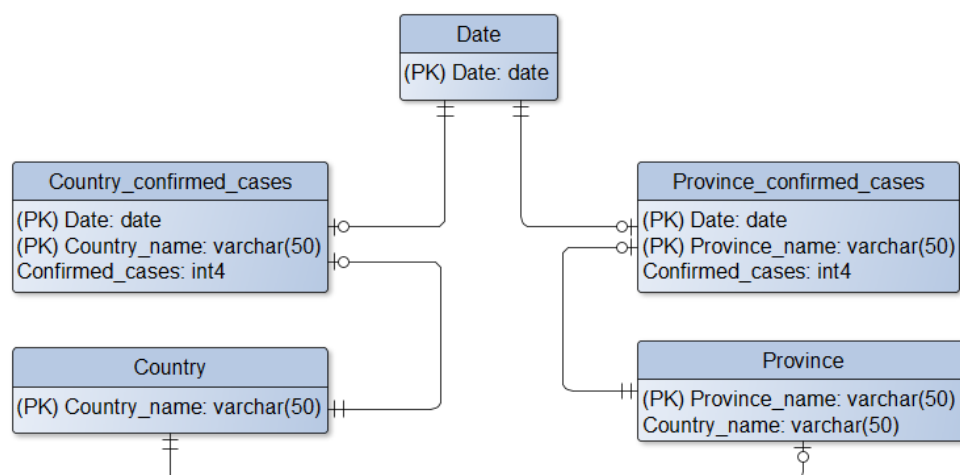 Date
(PK) Date: date
Country_confirmed_cases
(PK) Date: date
(PK) Country_name: varchar(50)
Confirmed_cases: int4
Province_confirmed_cases
(PK) Date: date
(PK) Province_name: varchar(50)
Confirmed_cases: int4
Country
(PK) Country_name: varchar(50)
Province
(PK) Province_name: varchar(50)
Country_name: varchar(50)